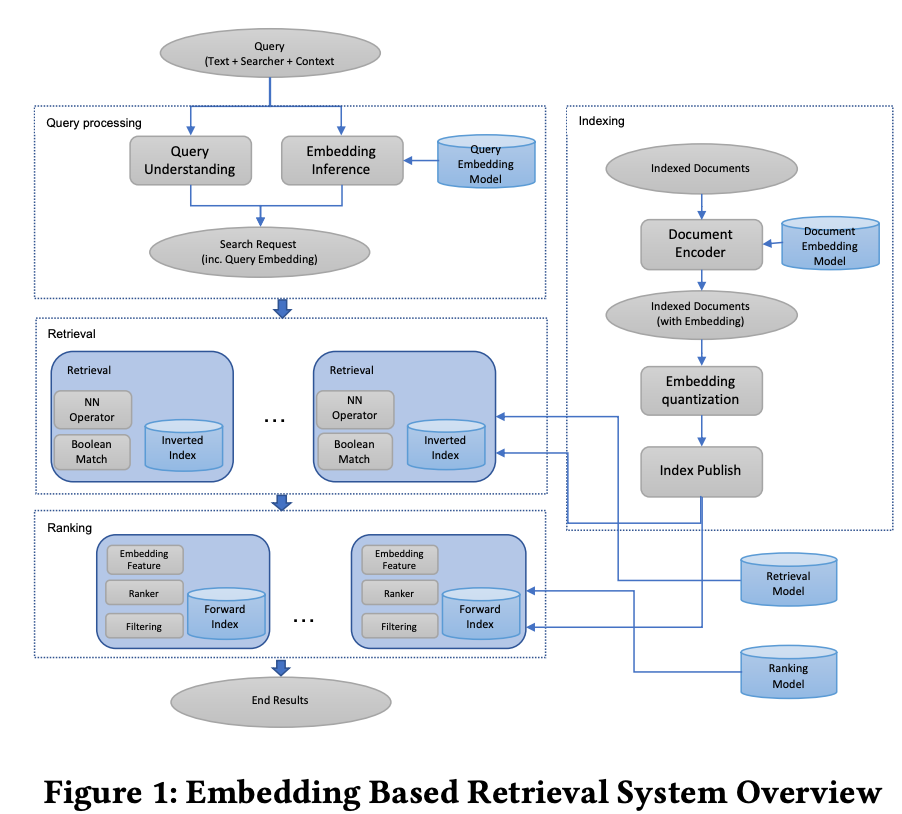 Query
(Text + Searcher + Context
Query processing
Query
Understanding
Embedding
Inference
Query
Embedding
Model
Search Request
(inc. Query Embedding)
Indexing
Indexed Documents
Document
Encoder
Document
Embedding
Model
Indexed Documents
(with Embedding)
Embedding
quantization
Index Publish
Retrieval
Retrieval
NN
Operator
Boolean
Match
Inverted
Index
...
Retrieval
NN
Operator
Boolean
Match
Inverted
Index
Ranking
Embedding
Feature
Ranker
Filtering
Forward
Index
...
Embedding
Feature
Ranker
Filtering
Forward
Index
Retrieval
Model
Ranking
Model
End Results
Figure 1: Embedding Based Retrieval System Overview